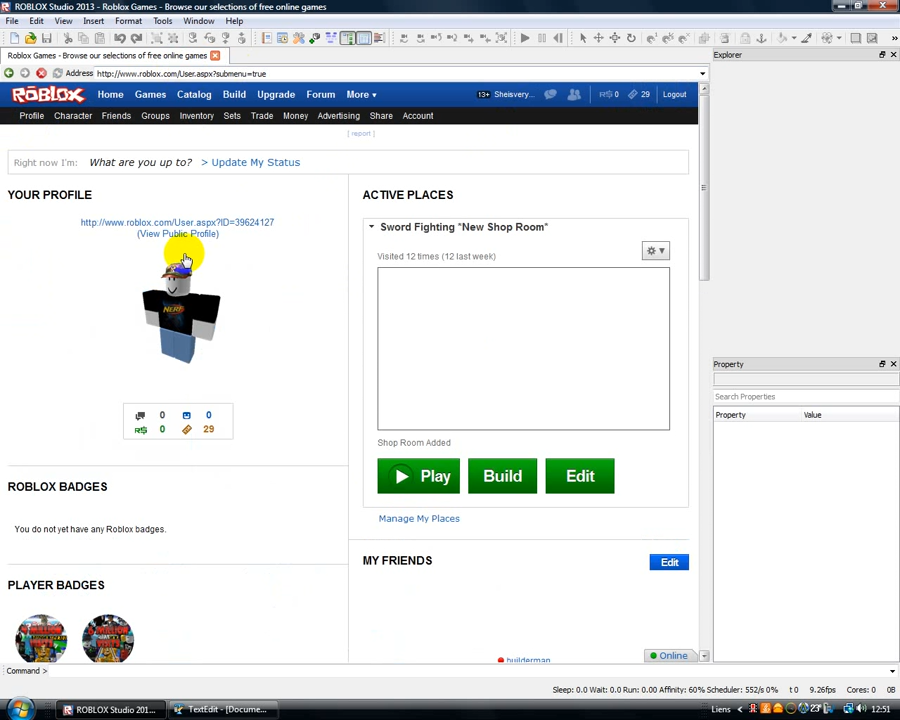 ROBLOX Studio 2013 - Roblox Games - Browse our selections of free online games
File Edit View Insert Format Tools Window Help
Roblox Games - Browse our selections of free online games
Address http://www.roblox.com/User.aspx?submenu=true
Explorer
ROBLOX Home Games Catalog Build Upgrade Forum More 13+ Sheisvery... R$ 0 29 Logout
Profile Character Friends Groups Inventory Sets Trade Money Advertising Share Account
[ report ]
Right now I'm: What are you up to? > Update My Status
YOUR PROFILE
http://www.roblox.com/User.aspx?ID=39624127
(View Public Profile)
NERF
0 0
R$ 0 29
ROBLOX BADGES
You do not yet have any Roblox badges.
PLAYER BADGES
ACTIVE PLACES
Sword Fighting *New Shop Room*
Visited 12 times (12 last week)
Shop Room Added
Play Build Edit
Manage My Places
MY FRIENDS Edit
builderman
Online
Property
Search Properties
Property Value
Command >
Sleep: 0.0 Wait: 0.0 Run: 0.00 Affinity: 60% Scheduler: 552/s 0% t 0 9.26fps Cores: 0 0B
ROBLOX Studio 201... TextEdit - [Docume... Liens 23° 12:51